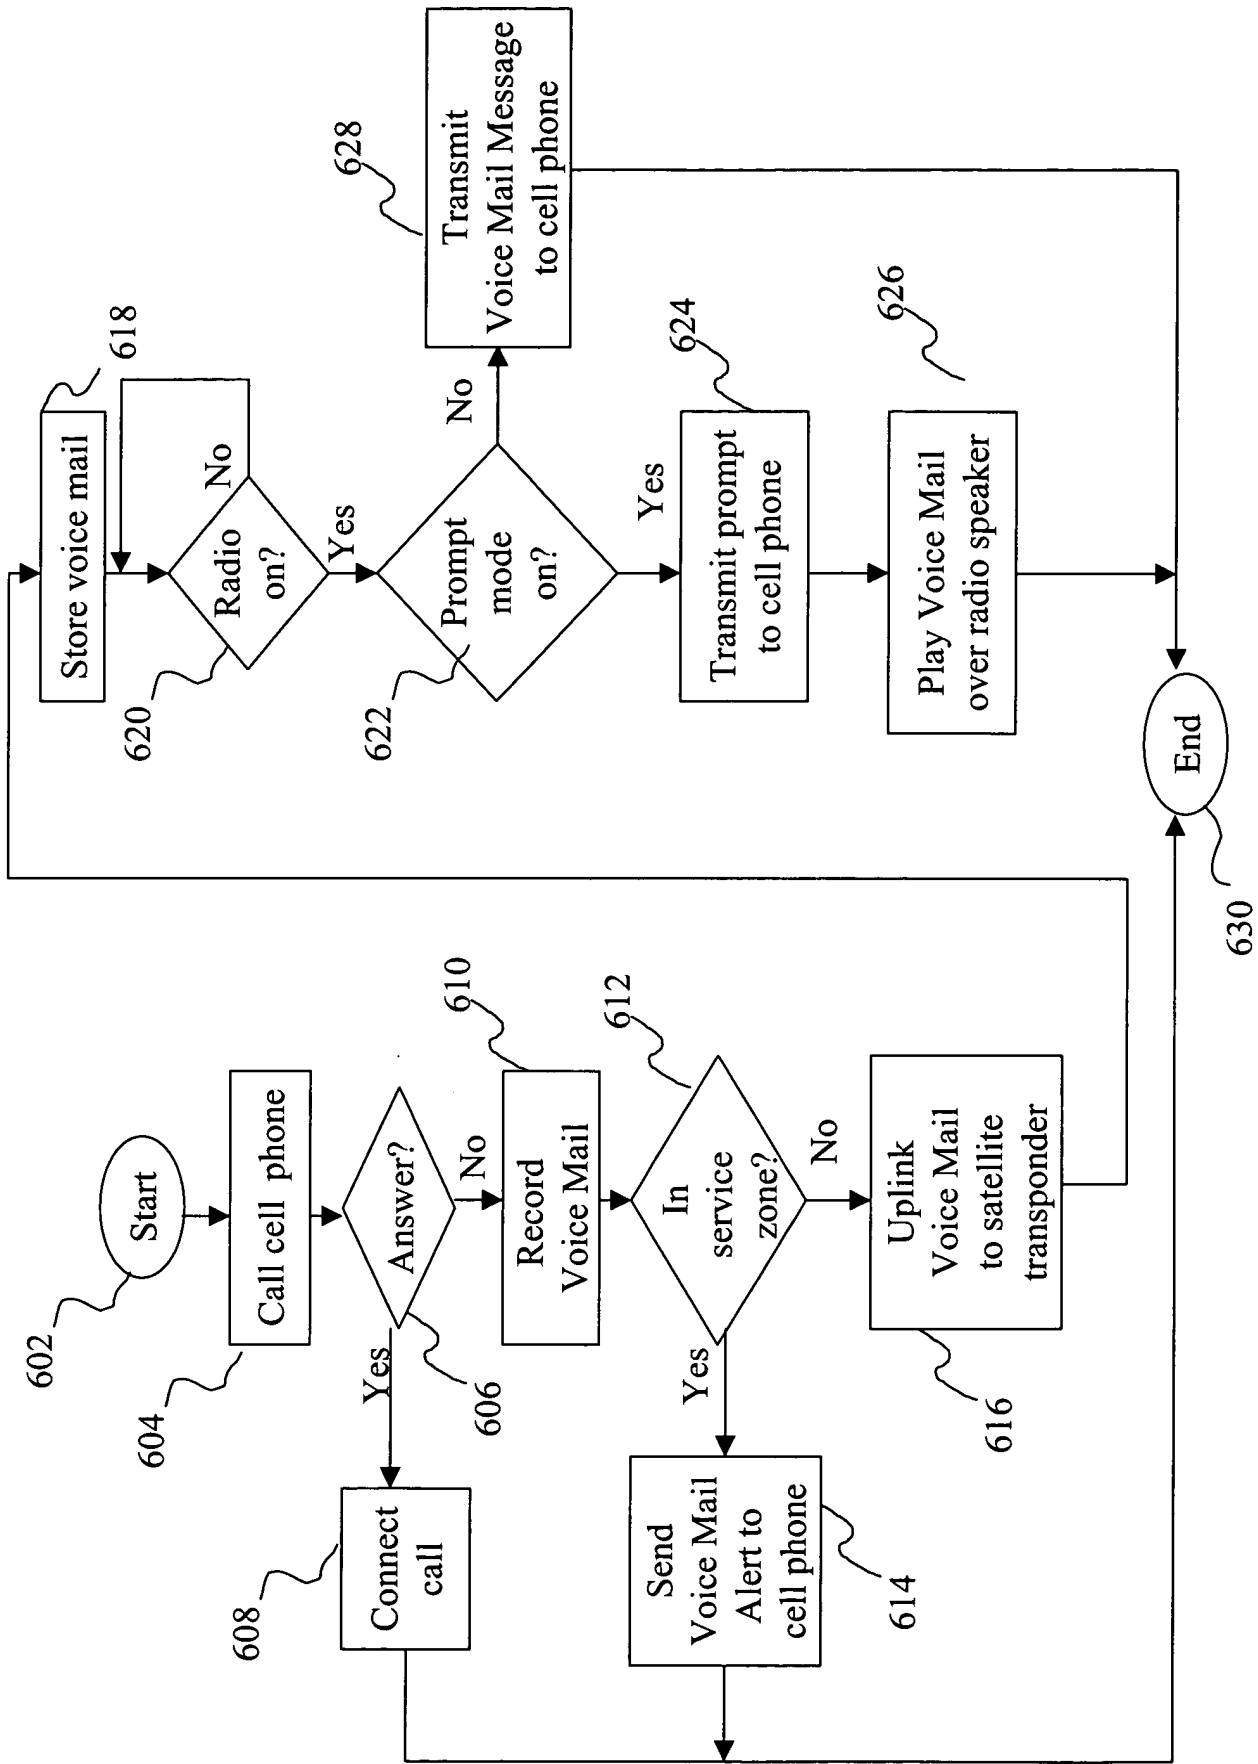 602
Start
604
Call cell phone
606
Answer?
Yes
No
608
Connect
call
610
Record
Voice Mail
612
In
service
zone?
Yes
No
614
Send
Voice Mail
Alert to
cell phone
616
Uplink
Voice Mail
to satellite
transponder
618
Store voice mail
620
Radio
on?
No
Yes
622
Prompt
mode
on?
No
Yes
628
Transmit
Voice Mail Message
to cell phone
624
Transmit prompt
to cell phone
626
Play Voice Mail
over radio speaker
End
630